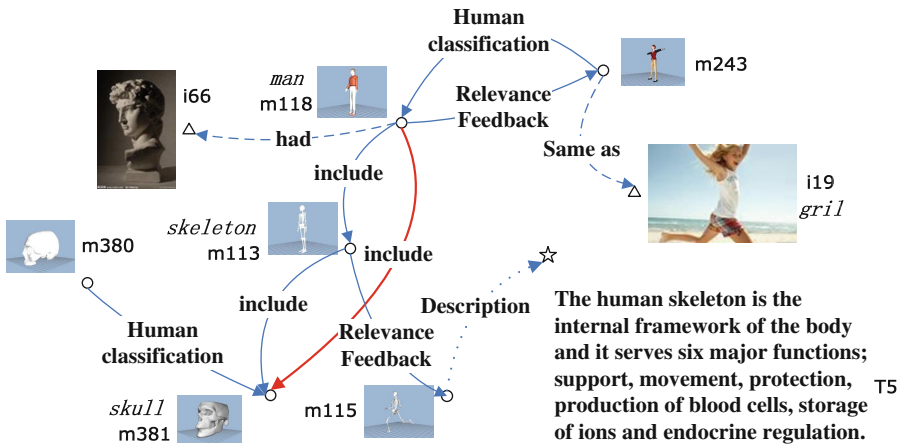 Human
classification
man
m118
i66
m243
Relevance
Feedback
had
Same as
include
i19
gril
skeleton
m113
include
m380
include
Description
Human
classification
Relevance
Feedback
The human skeleton is the
internal framework of the body
and it serves six major functions;
support, movement, protection,
production of blood cells, storage
of ions and endocrine regulation.
T5
skull
m381
m115